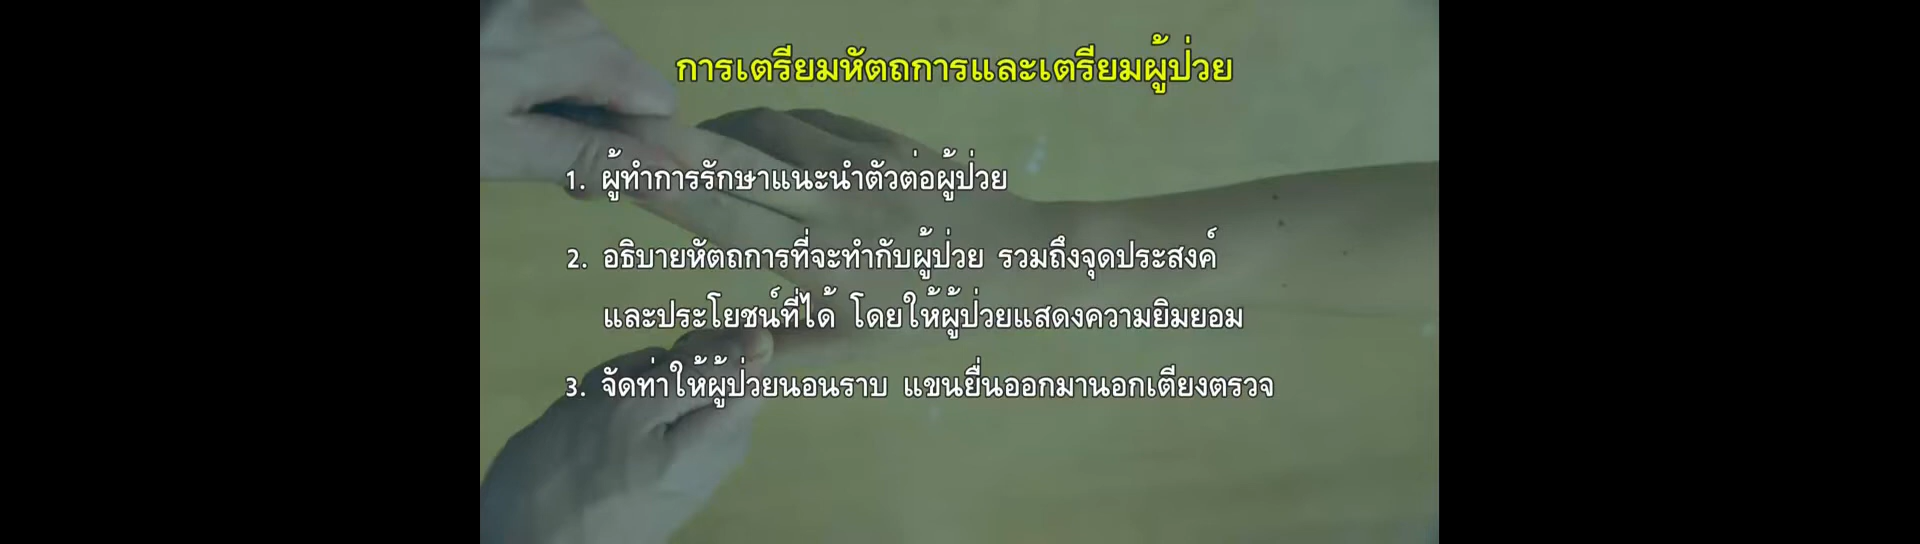 การเตรียมหัตถการและเตรียมผู้ป่วย
1. ผู้ทำการรักษาแนะนำตัวต่อผู้ป่วย
2. อธิบายหัตถการที่จะทำกับผู้ป่วย รวมถึงจุดประสงค์
และประโยชน์ที่ได้ โดยให้ผู้ป่วยแสดงความยิมยอม
3. จัดท่าให้ผู้ป่วยนอนราบ แขนยื่นออกมานอกเตียงตรวจ